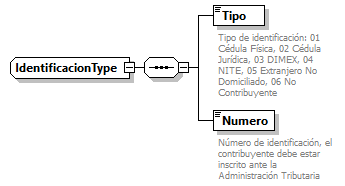 IdentificacionType
Tipo
Tipo de identificación: 01
Cédula Física, 02 Cédula
Jurídica, 03 DIMEX, 04
NITE, 05 Extranjero No
Domiciliado, 06 No
Contribuyente
Numero
Número de identificación, el
contribuyente debe estar
inscrito ante la
Administración Tributaria